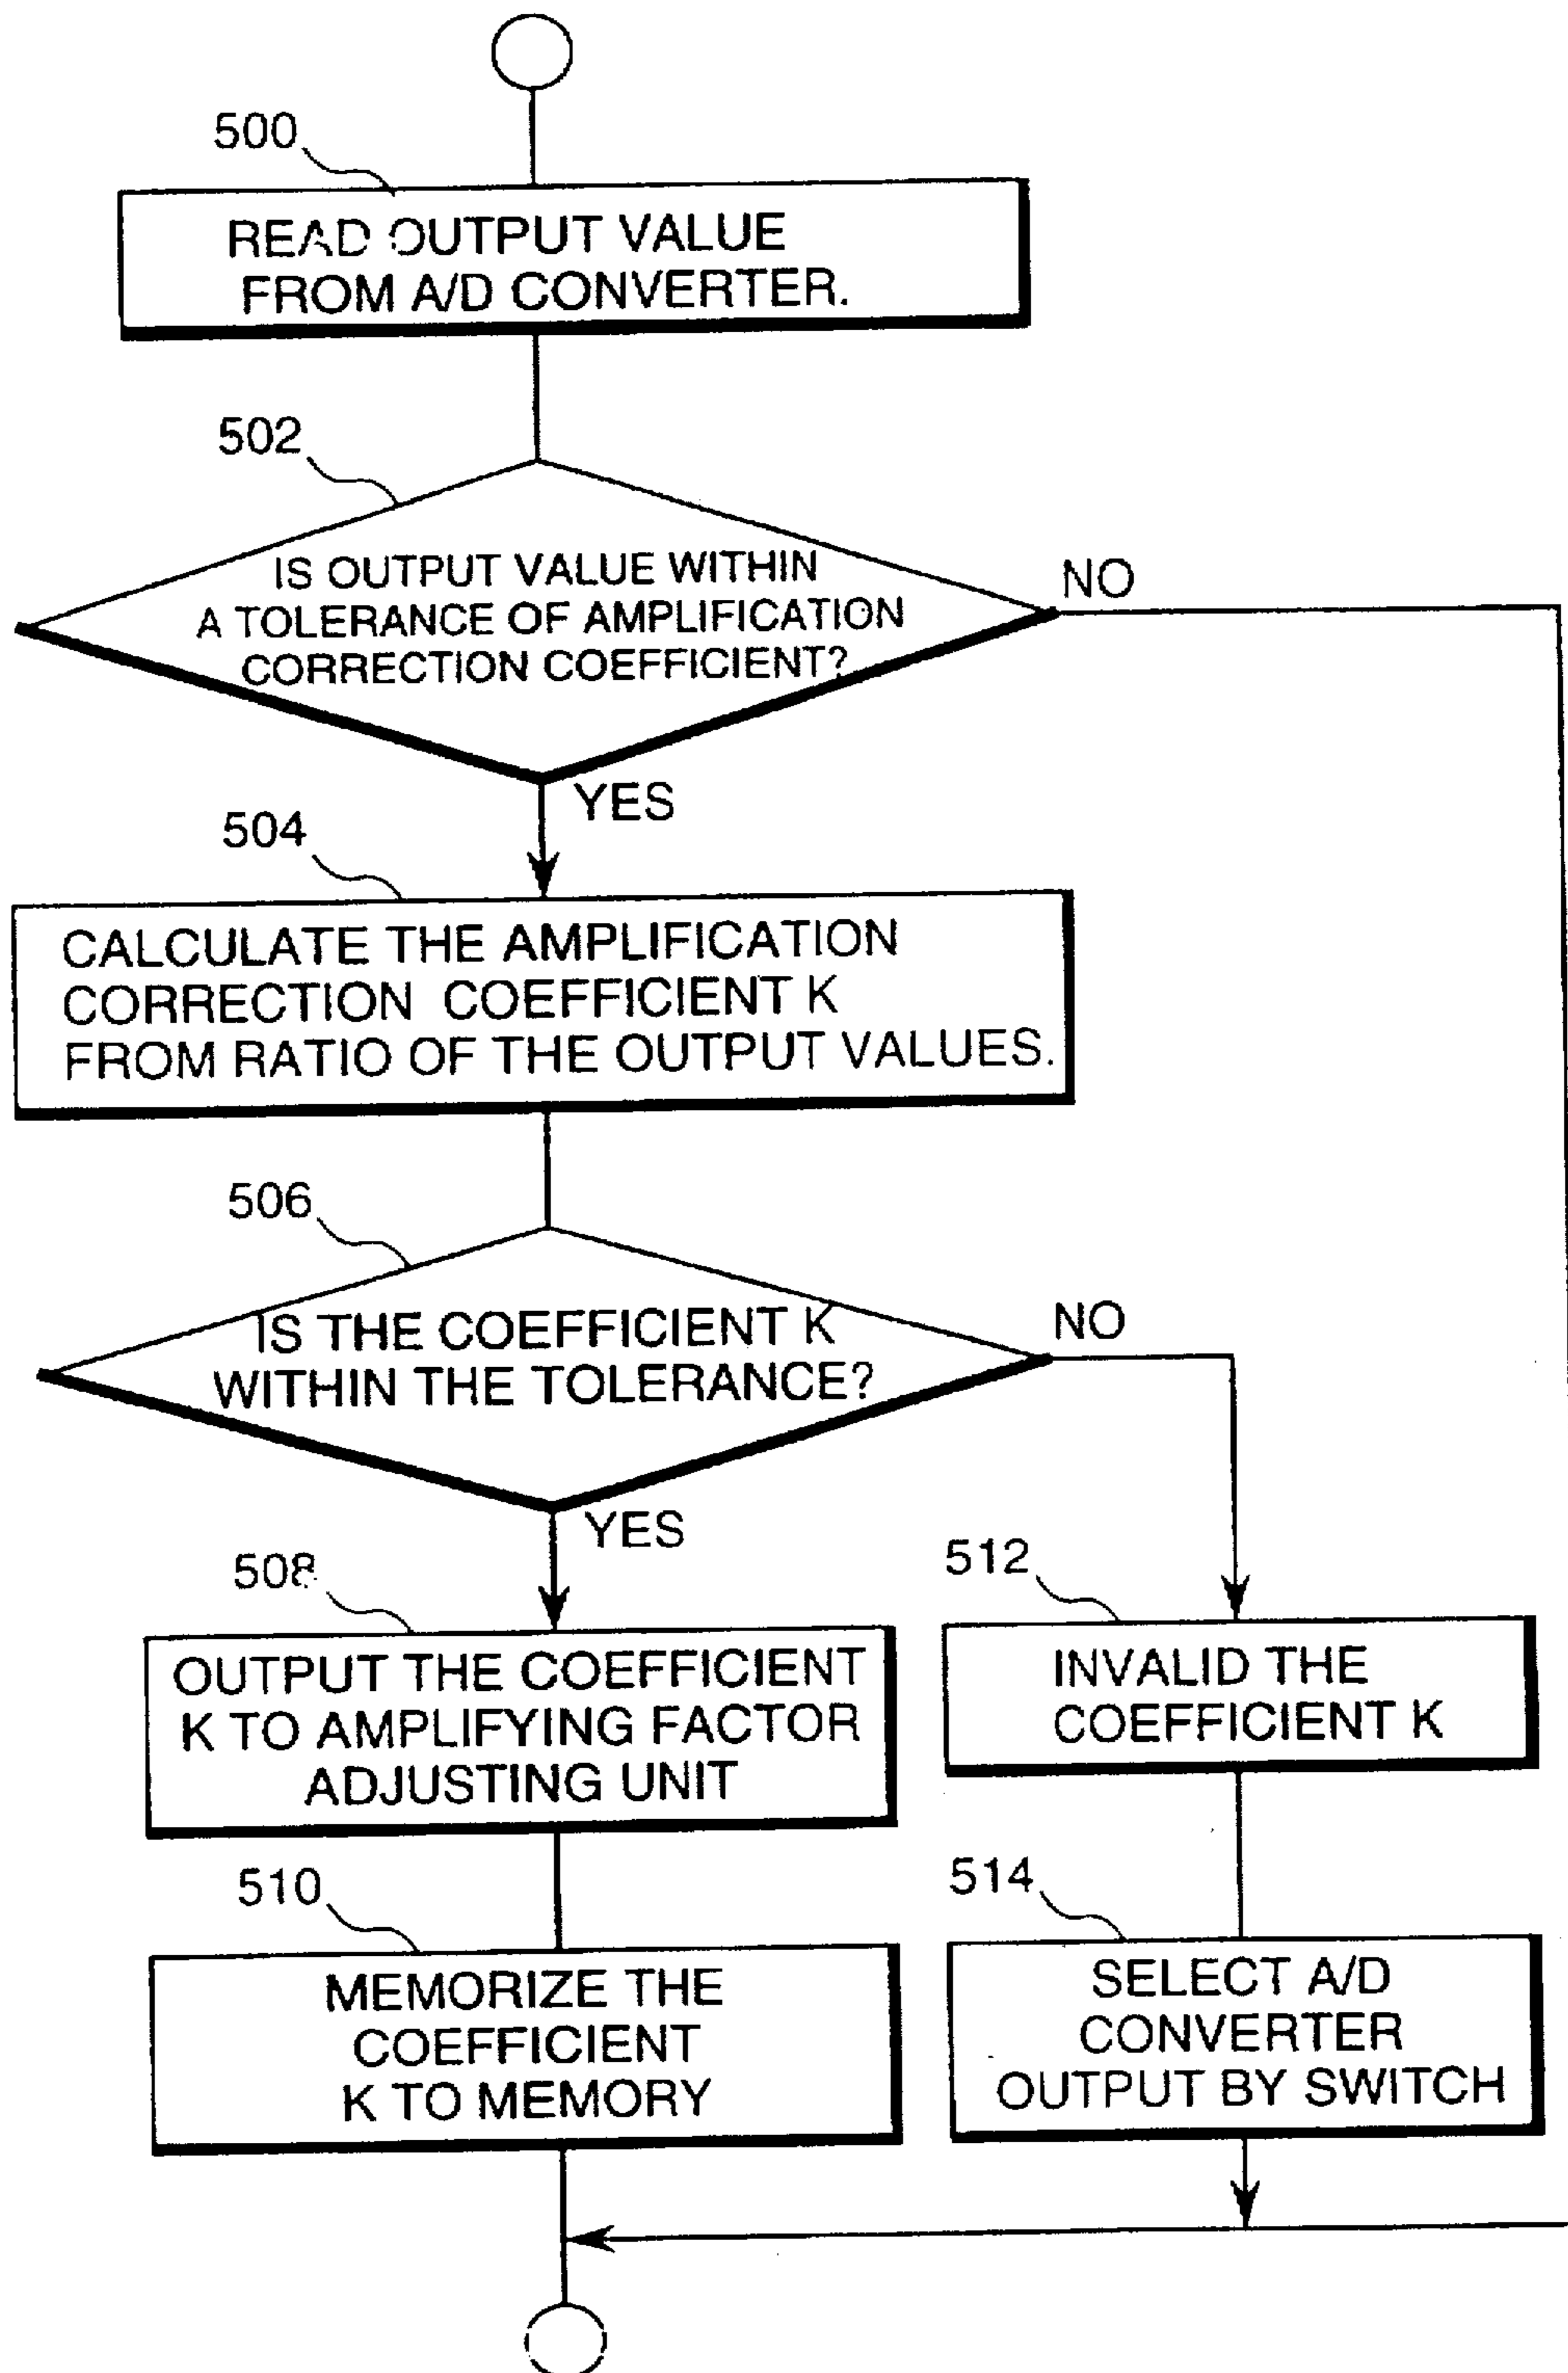 500
READ OUTPUT VALUE
FROM A/D CONVERTER.
502
IS OUTPUT VALUE WITHIN
A TOLERANCE OF AMPLIFICATION
CORRECTION COEFFICIENT?
NO
YES
504
CALCULATE THE AMPLIFICATION
CORRECTION COEFFICIENT K
FROM RATIO OF THE OUTPUT VALUES.
506
IS THE COEFFICIENT K
WITHIN THE TOLERANCE?
NO
YES
508
OUTPUT THE COEFFICIENT
K TO AMPLIFYING FACTOR
ADJUSTING UNIT
512
INVALID THE
COEFFICIENT K
510
MEMORIZE THE
COEFFICIENT
K TO MEMORY
514
SELECT A/D
CONVERTER
OUTPUT BY SWITCH